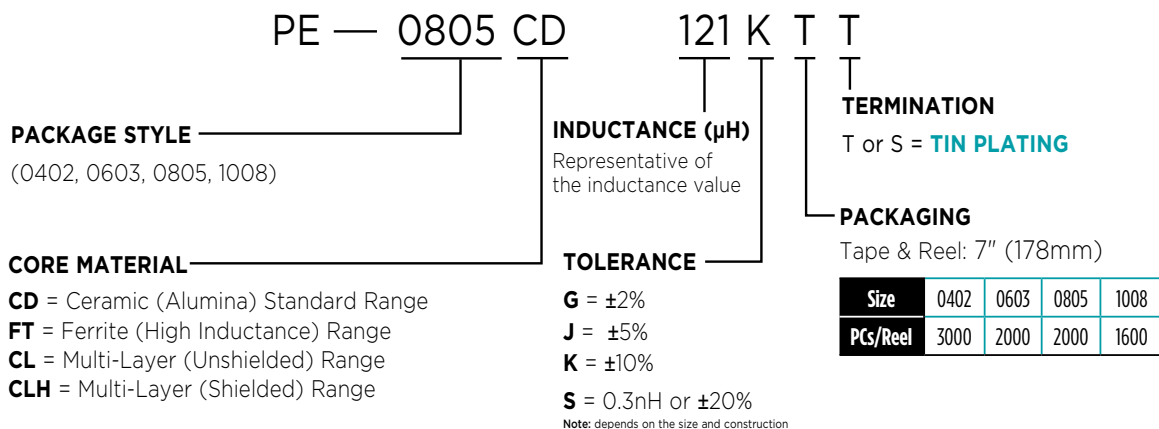 PE — 0805 CD 121 K T T
PACKAGE STYLE
(0402, 0603, 0805, 1008)
CORE MATERIAL
CD = Ceramic (Alumina) Standard Range
FT = Ferrite (High Inductance) Range
CL = Multi-Layer (Unshielded) Range
CLH = Multi-Layer (Shielded) Range
INDUCTANCE (µH)
Representative of
the inductance value
TOLERANCE
G = ±2%
J = ±5%
K = ±10%
S = 0.3nH or ±20%
Note: depends on the size and construction
TERMINATION
T or S = TIN PLATING
PACKAGING
Tape & Reel: 7" (178mm)
Size 0402 0603 0805 1008
PCs/Reel 3000 2000 2000 1600